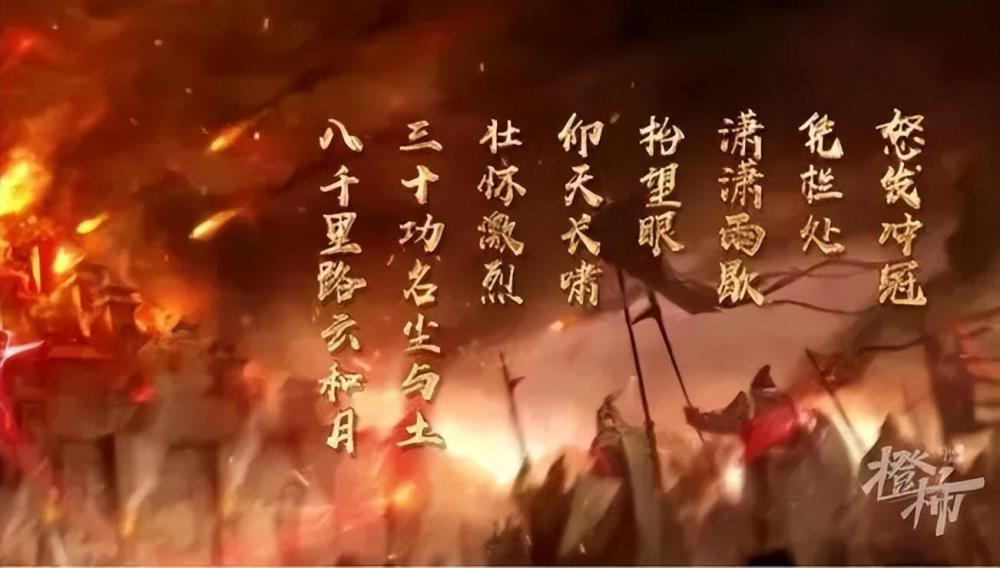 怒发冲冠
凭栏处
潇潇雨歇
抬望眼
仰天长啸
壮怀激烈
三十功名尘与土
八千里路云和月
橙柿